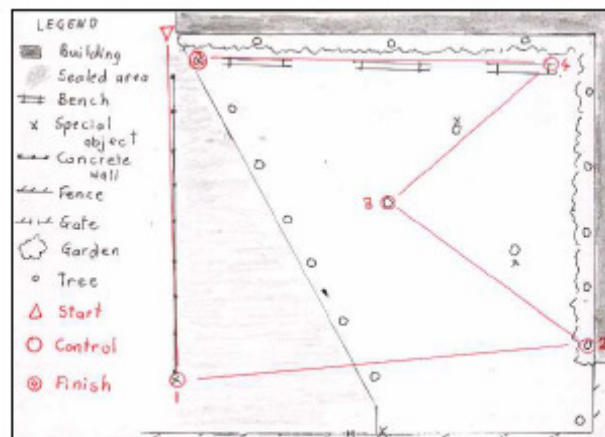 LEGEND
Building
Sealed area
Bench
Special
object
Concrete
wall
Fence
Gate
Garden
Tree
Start
Control
Finish
4
3
2
1